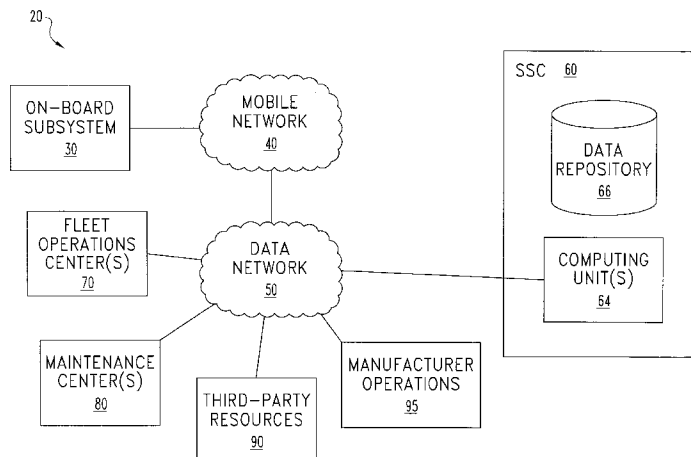 20
SSC 60
ON-BOARD
SUBSYSTEM
30
MOBILE
NETWORK
40
DATA
REPOSITORY
66
FLEET
OPERATIONS
CENTER(S)
70
DATA
NETWORK
50
COMPUTING
UNIT(S)
64
MAINTENANCE
CENTER(S)
80
THIRD-PARTY
RESOURCES
90
MANUFACTURER
OPERATIONS
95